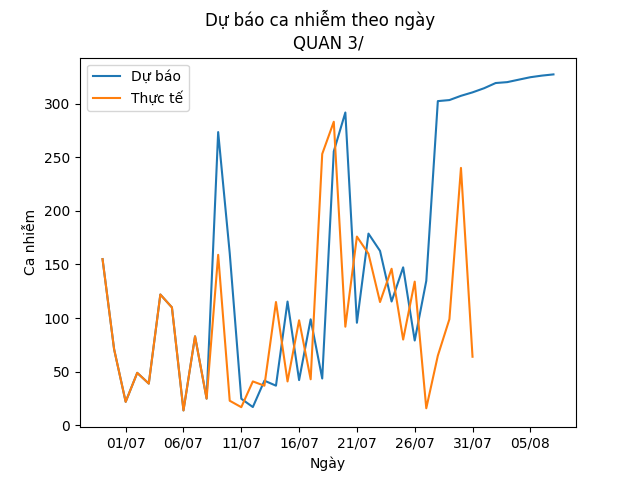 Dự báo ca nhiễm theo ngày
QUAN 3/
Dự báo
Thực tế
Ca nhiễm
300
250
200
150
100
50
0
01/07 06/07 11/07 16/07 21/07 26/07 31/07 05/08
Ngày